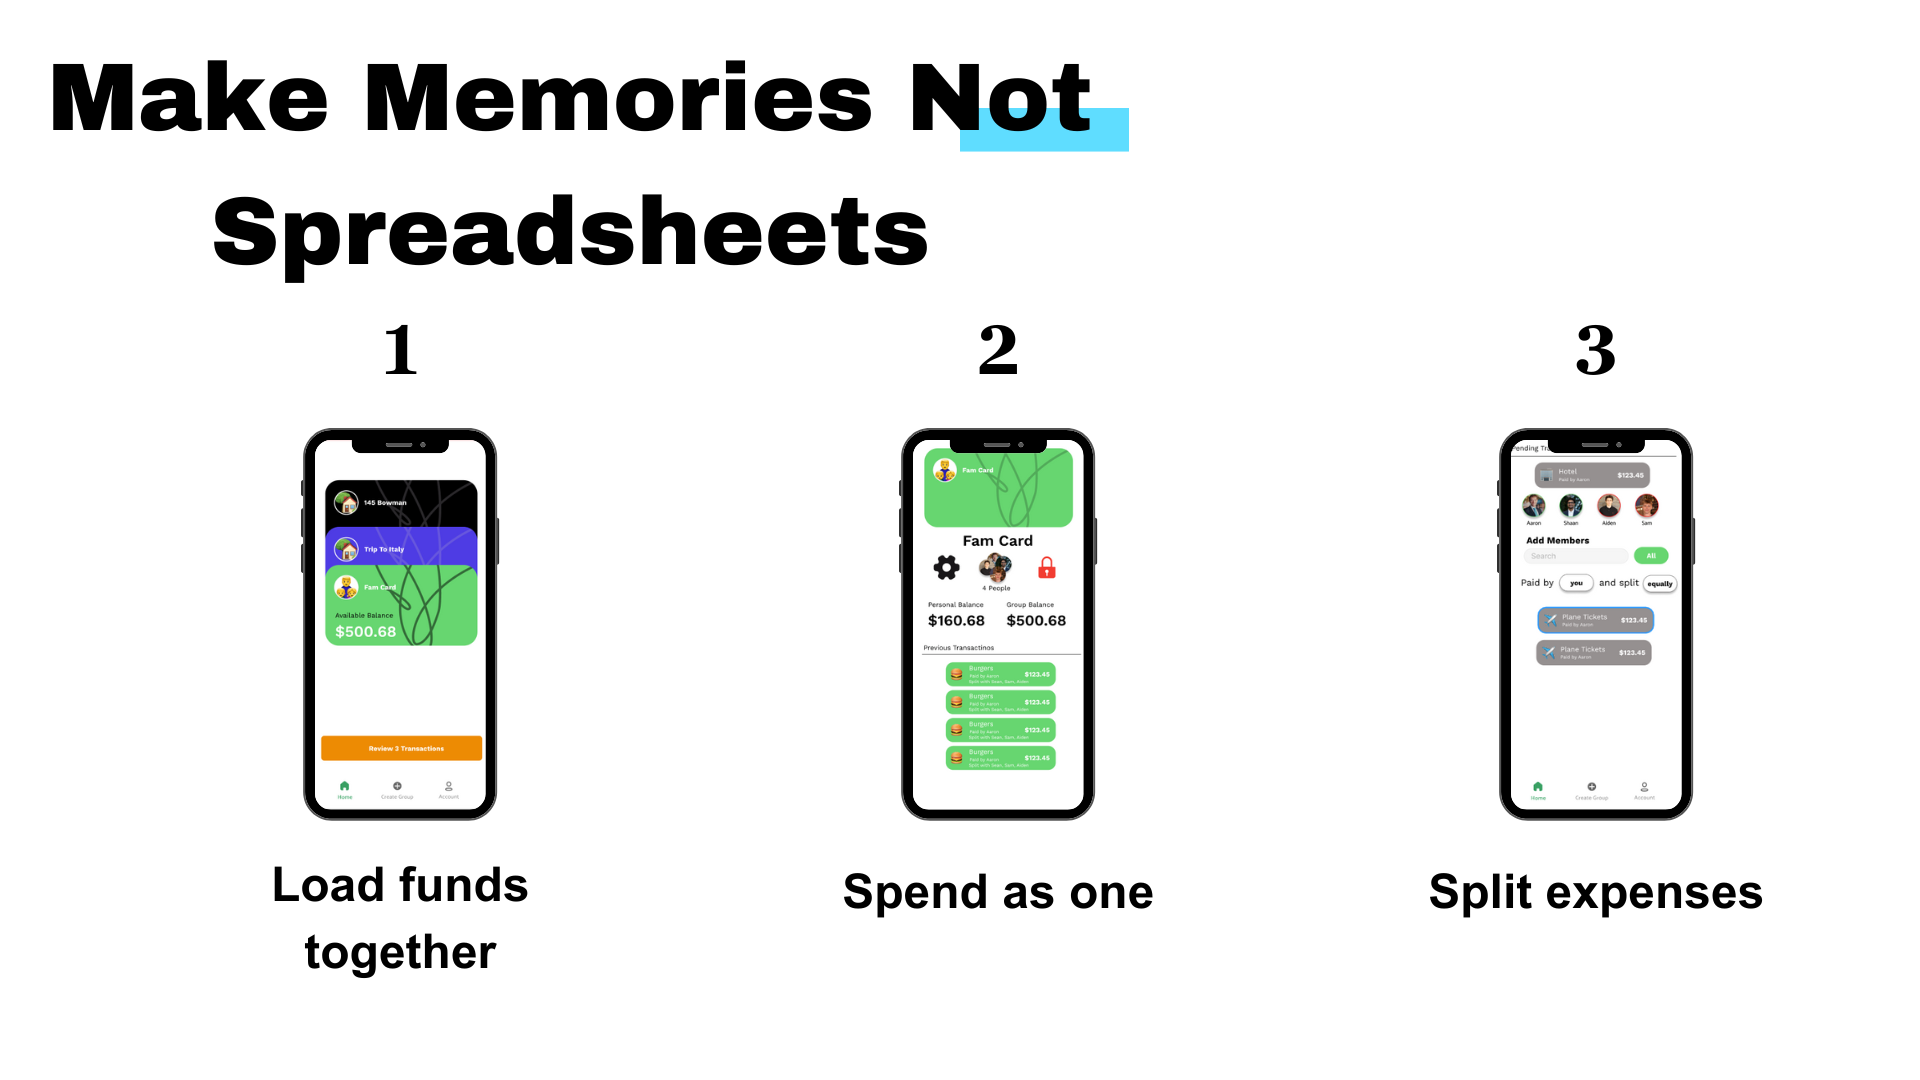 Make Memories Not
Spreadsheets
1
145 Bowman
Trip To Italy
Fam Card
Available Balance
$500.68
Review 3 Transactions
Home
Create Group
Account
Load funds
together
2
Fam Card
Fam Card
4 People
Personal Balance
Group Balance
$160.68
$500.68
Previous Transactinos
Burgers
Paid by Aaron
Split with Sean, Sam, Aiden
$123.45
Burgers
Paid by Aaron
Split with Sean, Sam, Aiden
$123.45
Burgers
Paid by Aaron
Split with Sean, Sam, Aiden
$123.45
Burgers
Paid by Aaron
Split with Sean, Sam, Aiden
$123.45
Spend as one
3
Pending Tra
Hotel
Paid by Aaron
$123.45
Aaron
Shaan
Aiden
Sam
Add Members
Search
All
Paid by you and split equally
Plane Tickets
Paid by Aaron
$123.45
Plane Tickets
Paid by Aaron
$123.45
Home
Create Group
Account
Split expenses